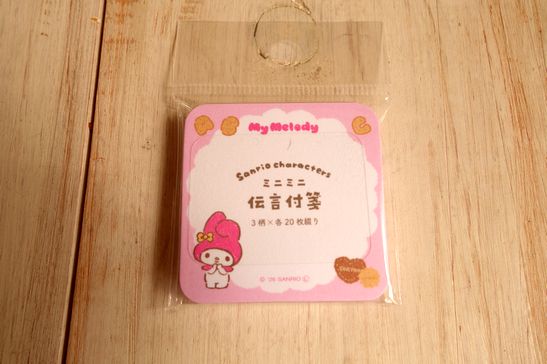 My Melody
Sanrio characters
ミニミニ
伝言付箋
3柄×各20枚綴り
© '25 SANRIO Ⓛ